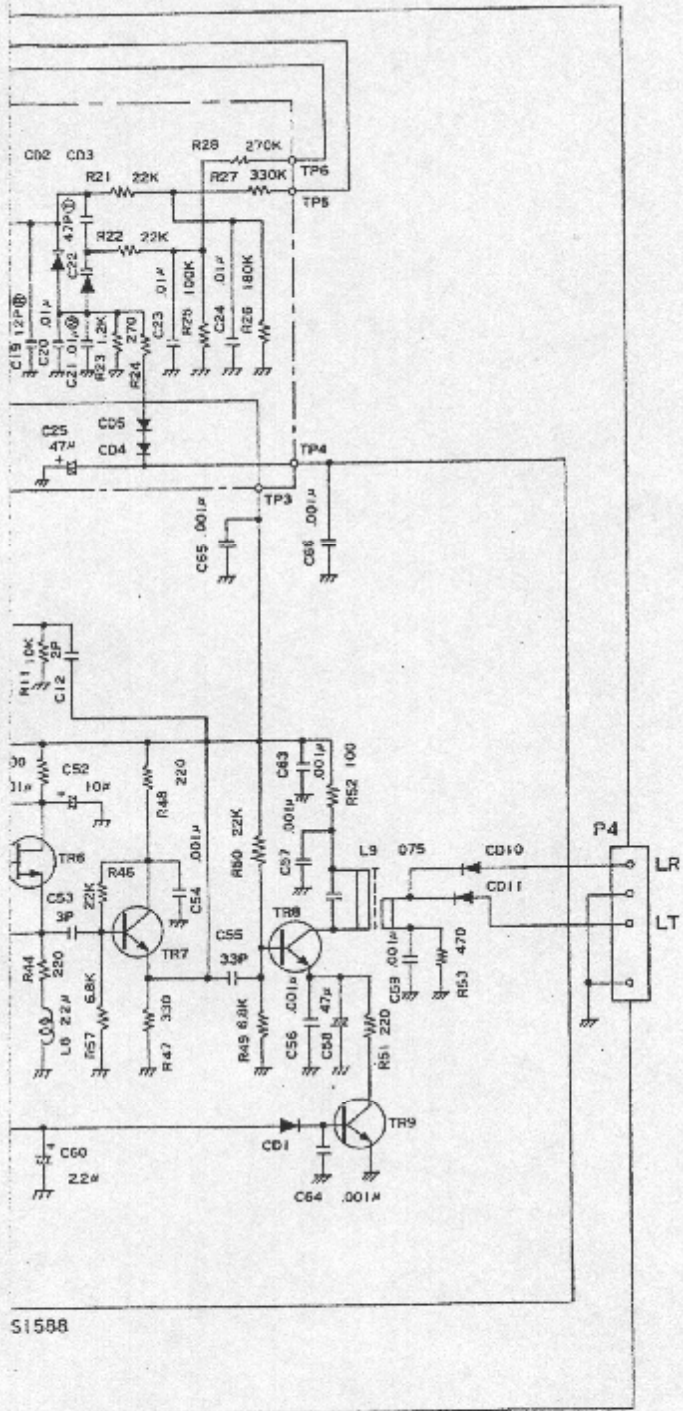 R28 270K
TP6
CD2 CD3
R27 330K
TP5
R21 22K
47P
C22
R22 22K
C19 12P
C20 .01μ
C21 .01μ
R23 1.2K
R24 270
C23 .01μ
R25 100K
C24 .01μ
R26 180K
C25
47μ
+
CD5
CD4
TP4
TP3
C65 .001μ
C66 .001μ
R11 10K
C12 2P
C52
10μ
R48 220
.001μ
C54
R50 22K
C63 .001μ
R52 100
C57 .001μ
L9 075
CD10
CD11
P4
LR
LT
TR6
R46
22K
C53
3P
TR7
C55
33P
TR8
R44 220
L6 2.2μ
R57 6.8K
R47 330
R49 6.8K
C56 .001μ
C58 47μ
R51 220
.001μ
R53 470
CD1
TR9
C60
2.2μ
C64 .001μ
S1588